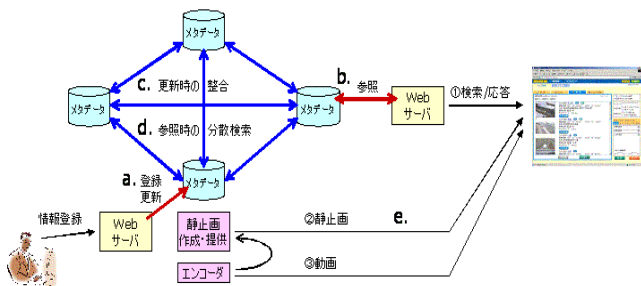 メタデータ
c. 更新時の 整合
b. 参照
メタデータ
メタデータ
Web
サーバ
①検索/応答
d. 参照時の 分散検索
a. 登録
更新
メタデータ
情報登録
Web
サーバ
静止画
作成・提供
②静止画
e.
エンコーダ
③動画